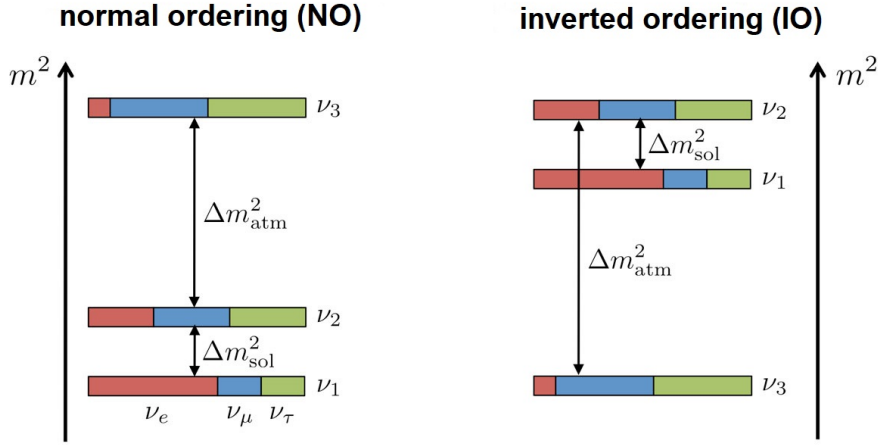 normal ordering (NO)
m²
ν₃
Δm²atm
ν₂
Δm²sol
ν₁
νe νμ ντ
inverted ordering (IO)
m²
ν₂
Δm²sol
ν₁
Δm²atm
ν₃